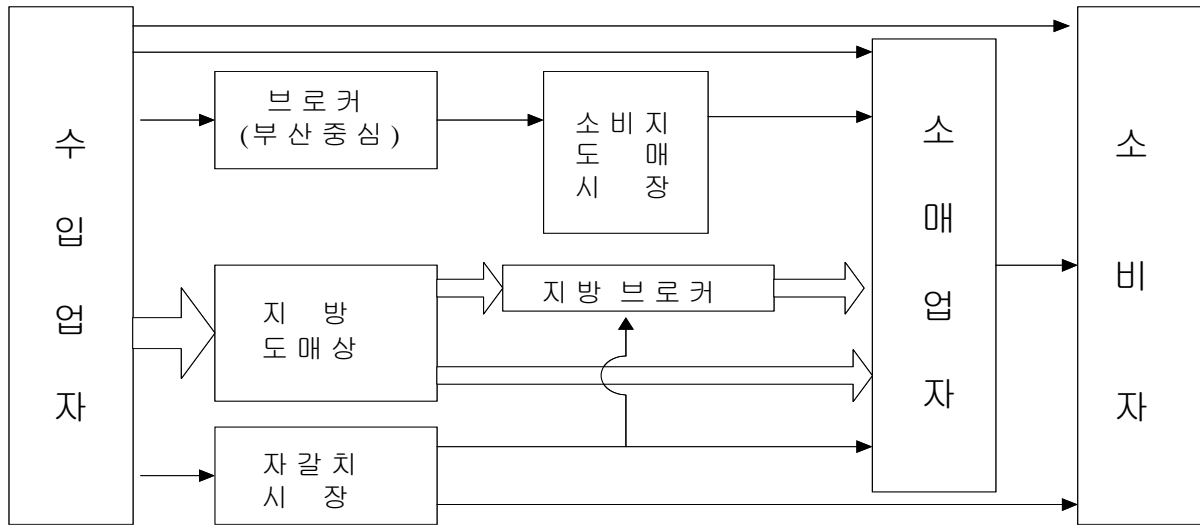 수입업자
브로커
(부산중심)
소비지
도매
시장
지방
도매상
지방 브로커
자갈치
시장
소매업자
소비자